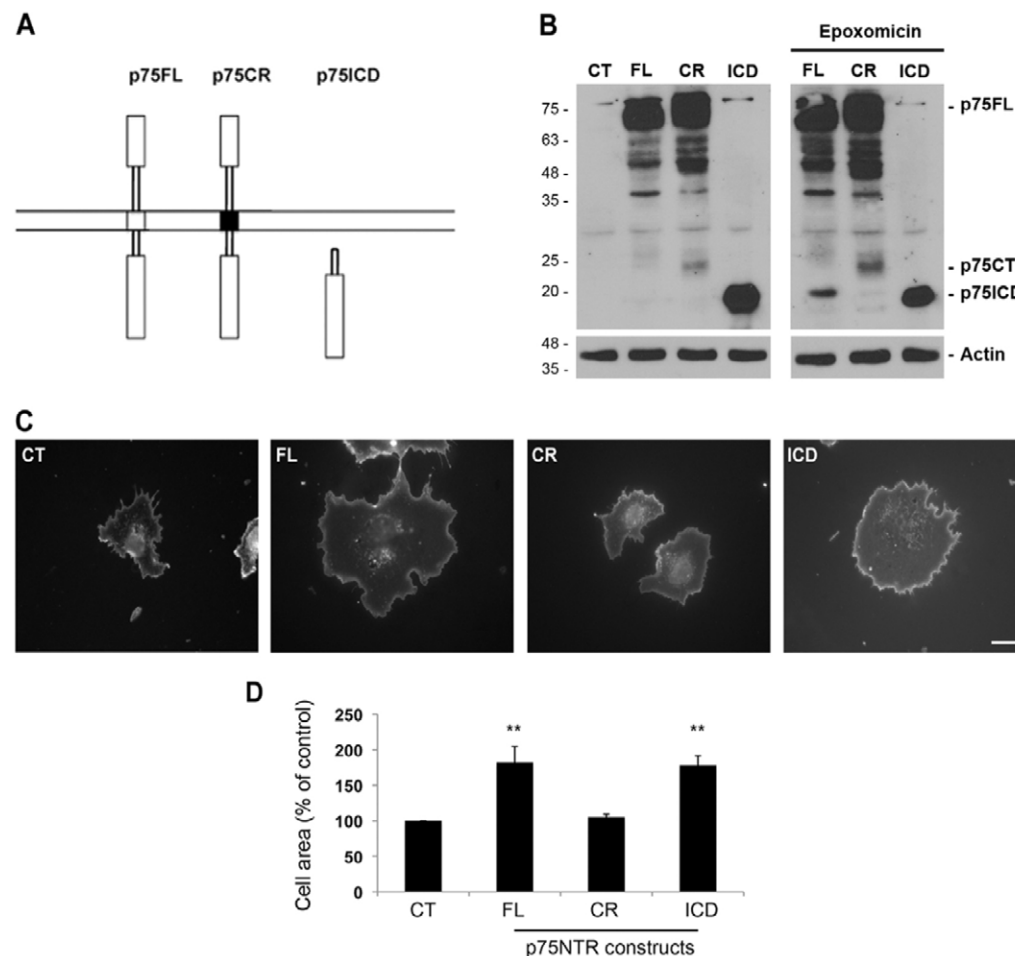 A
p75FL p75CR p75ICD
B
Epoxomicin
CT FL CR ICD FL CR ICD
75 -
63 -
48 -
35 -
25 -
20 -
48 -
35 -
- p75FL
- p75CT
- p75ICD
- Actin
C
CT
FL
CR
ICD
D
Cell area (% of control)
250
200
150
100
50
0
** **
CT FL CR ICD
p75NTR constructs